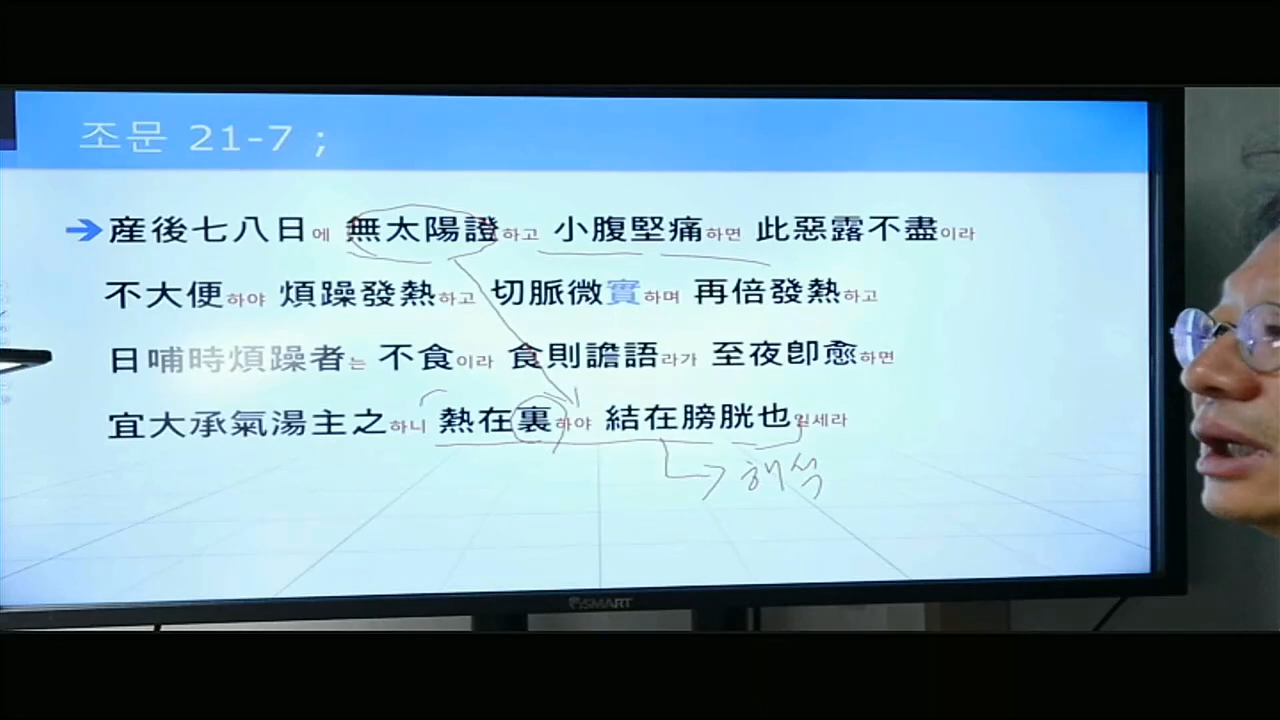 조문 21-7 ;
産後七八日에 無太陽證하고 小腹堅痛하면 此惡露不盡이라
不大便하야 煩躁發熱하고 切脈微實하며 再倍發熱하고
日哺時煩躁者는 不食이라 食則譫語라가 至夜卽愈하면
宜大承氣湯主之하니 熱在裏하야 結在膀胱也일세라
해석
SMART